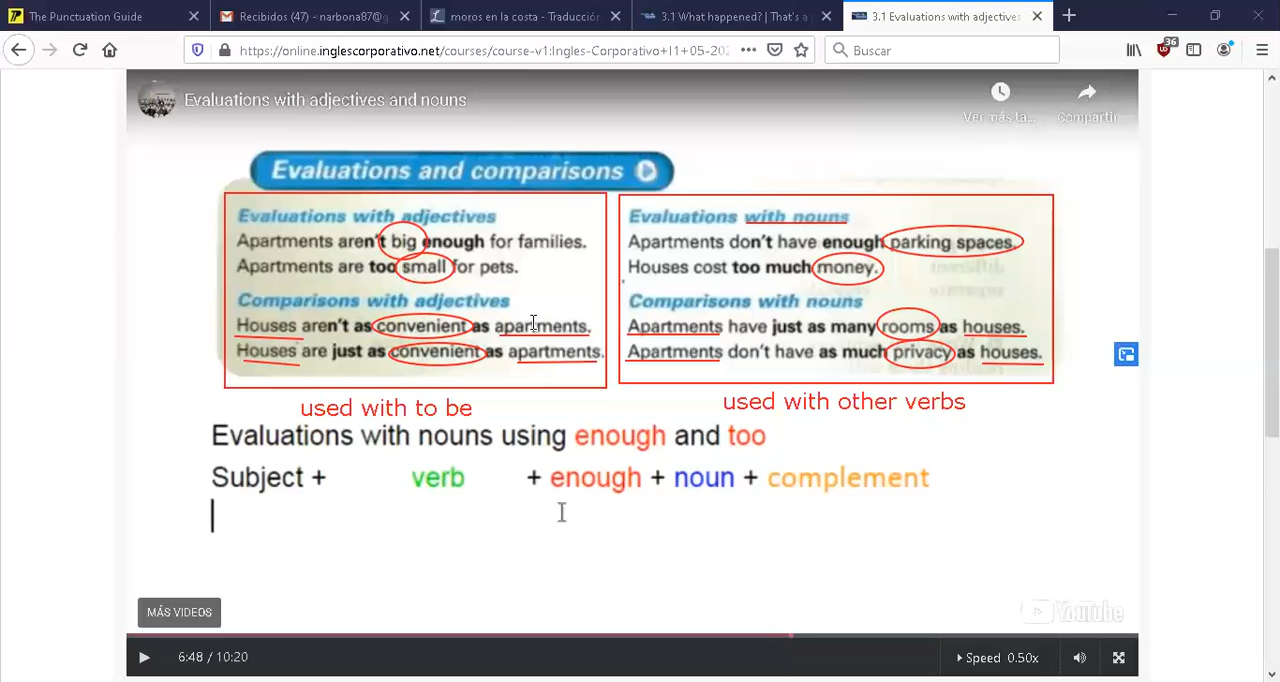 The Punctuation Guide
Recibidos (47) - narbona87@g
moros en la costa - Traducción
3.1 What happened? | That's a
3.1 Evaluations with adjectives
https://online.inglescorporativo.net/courses/course-v1:Ingles-Corporativo+I1+05-202
Buscar
36
Evaluations with adjectives and nouns
Ver más ta...
Compartir
Evaluations and comparisons
Evaluations with adjectives
Apartments aren't big enough for families.
Apartments are too small for pets.
Comparisons with adjectives
Houses aren't as convenient as apartments.
Houses are just as convenient as apartments.
used with to be
Evaluations with nouns
Apartments don't have enough parking spaces.
Houses cost too much money.
Comparisons with nouns
Apartments have just as many rooms as houses.
Apartments don't have as much privacy as houses.
used with other verbs
Evaluations with nouns using enough and too
Subject + verb + enough + noun + complement
MÁS VIDEOS
YouTube
6:48 / 10:20
Speed 0.50x